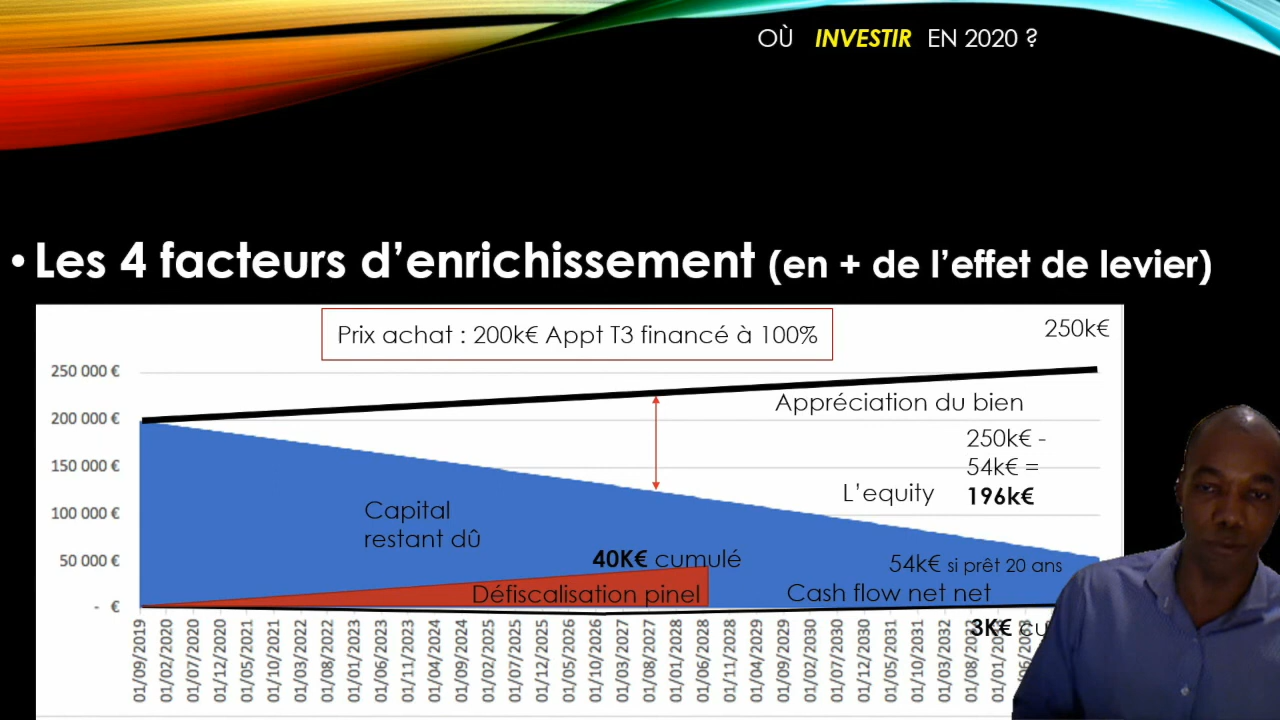 OÙ INVESTIR EN 2020 ?
• Les 4 facteurs d'enrichissement (en + de l'effet de levier)
Prix achat : 200k€ Appt T3 financé à 100%
250k€
250 000 €
200 000 €
150 000 €
100 000 €
50 000 €
- €
Appréciation du bien
250k€ -
54k€ =
196k€
L'equity
Capital
restant dû
40K€ cumulé
54k€ si prêt 20 ans
Défiscalisation pinel
Cash flow net net
3K€
01/09/2019
01/02/2020
01/07/2020
01/12/2020
01/05/2021
01/10/2021
01/03/2022
01/08/2022
01/01/2023
01/06/2023
01/11/2023
01/04/2024
01/09/2024
01/02/2025
01/07/2025
01/12/2025
01/05/2026
01/10/2026
01/03/2027
01/08/2027
01/01/2028
01/06/2028
01/11/2028
01/04/2029
01/09/2029
01/02/2030
01/07/2030
01/12/2030
01/05/2031
01/10/2031
01/03/2032